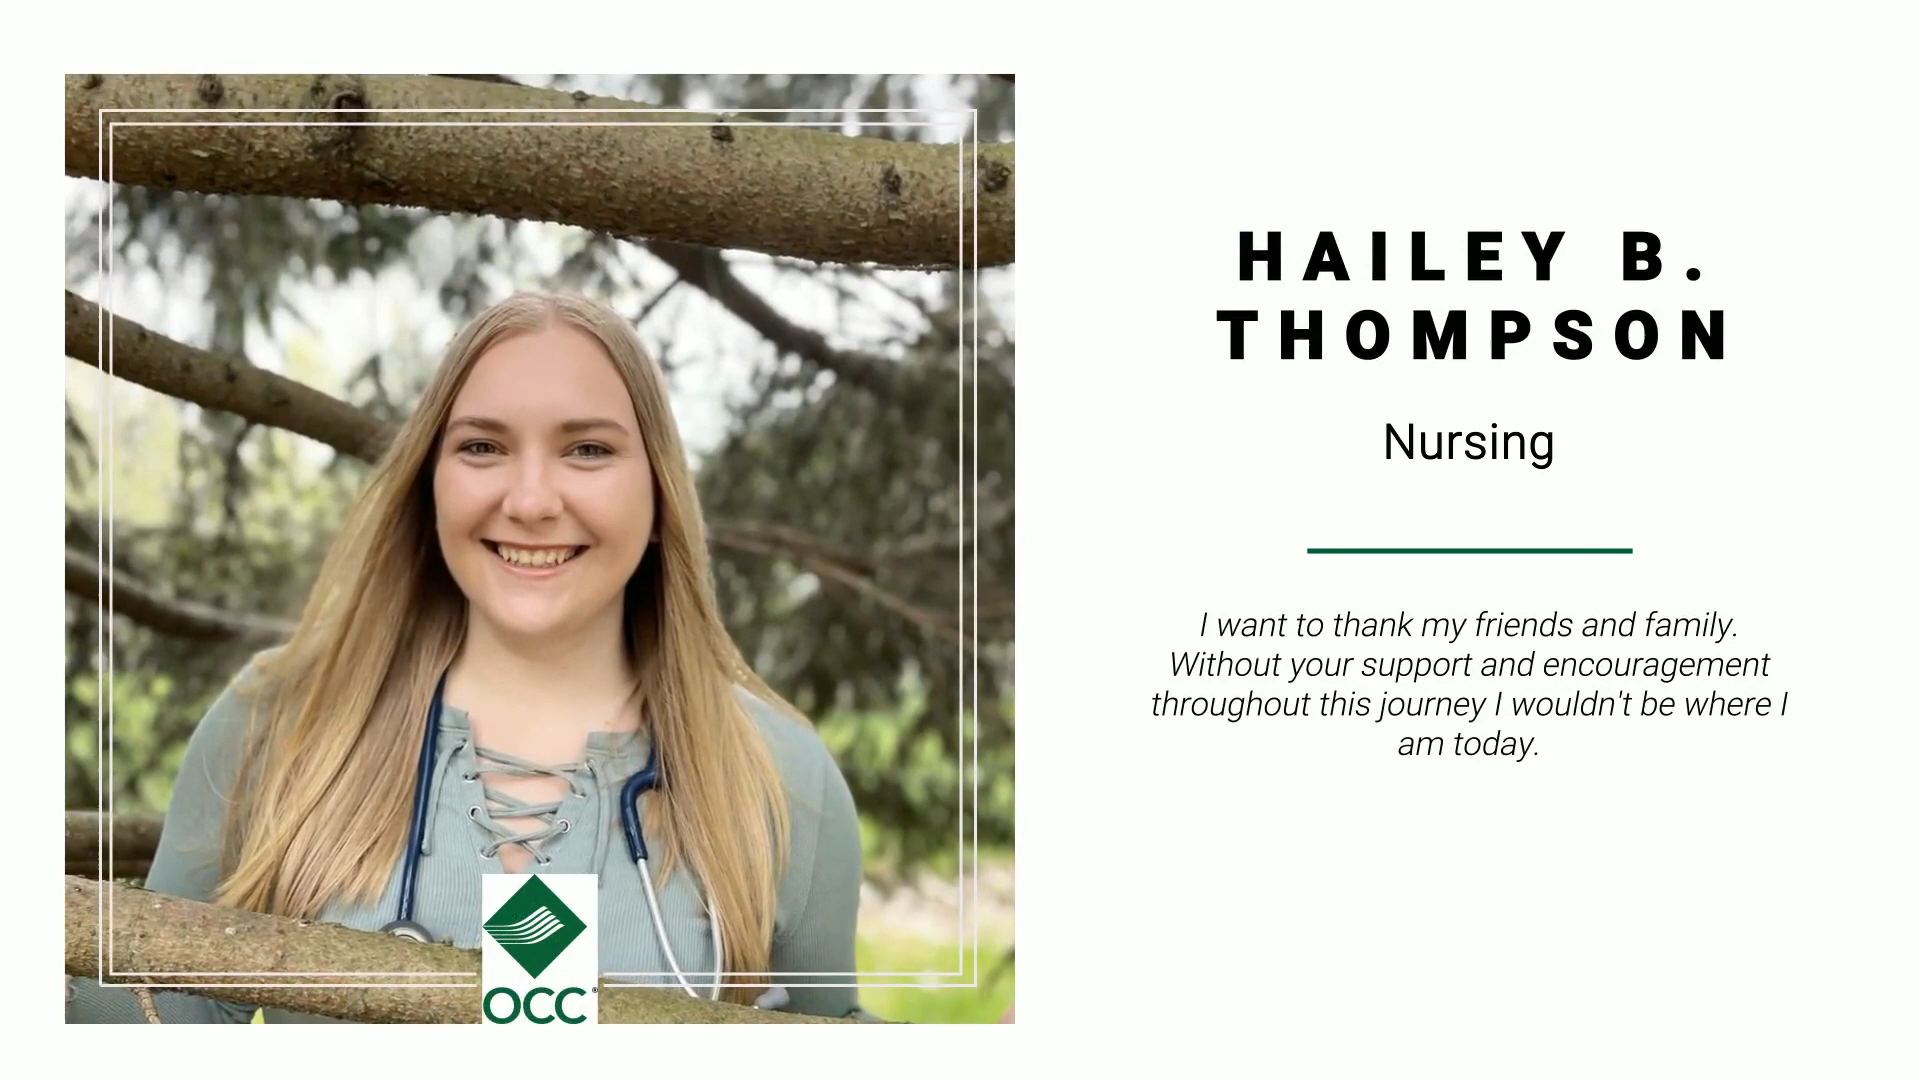 HAILEY B.
THOMPSON
Nursing
I want to thank my friends and family.
Without your support and encouragement
throughout this journey I wouldn't be where I
am today.
OCC®